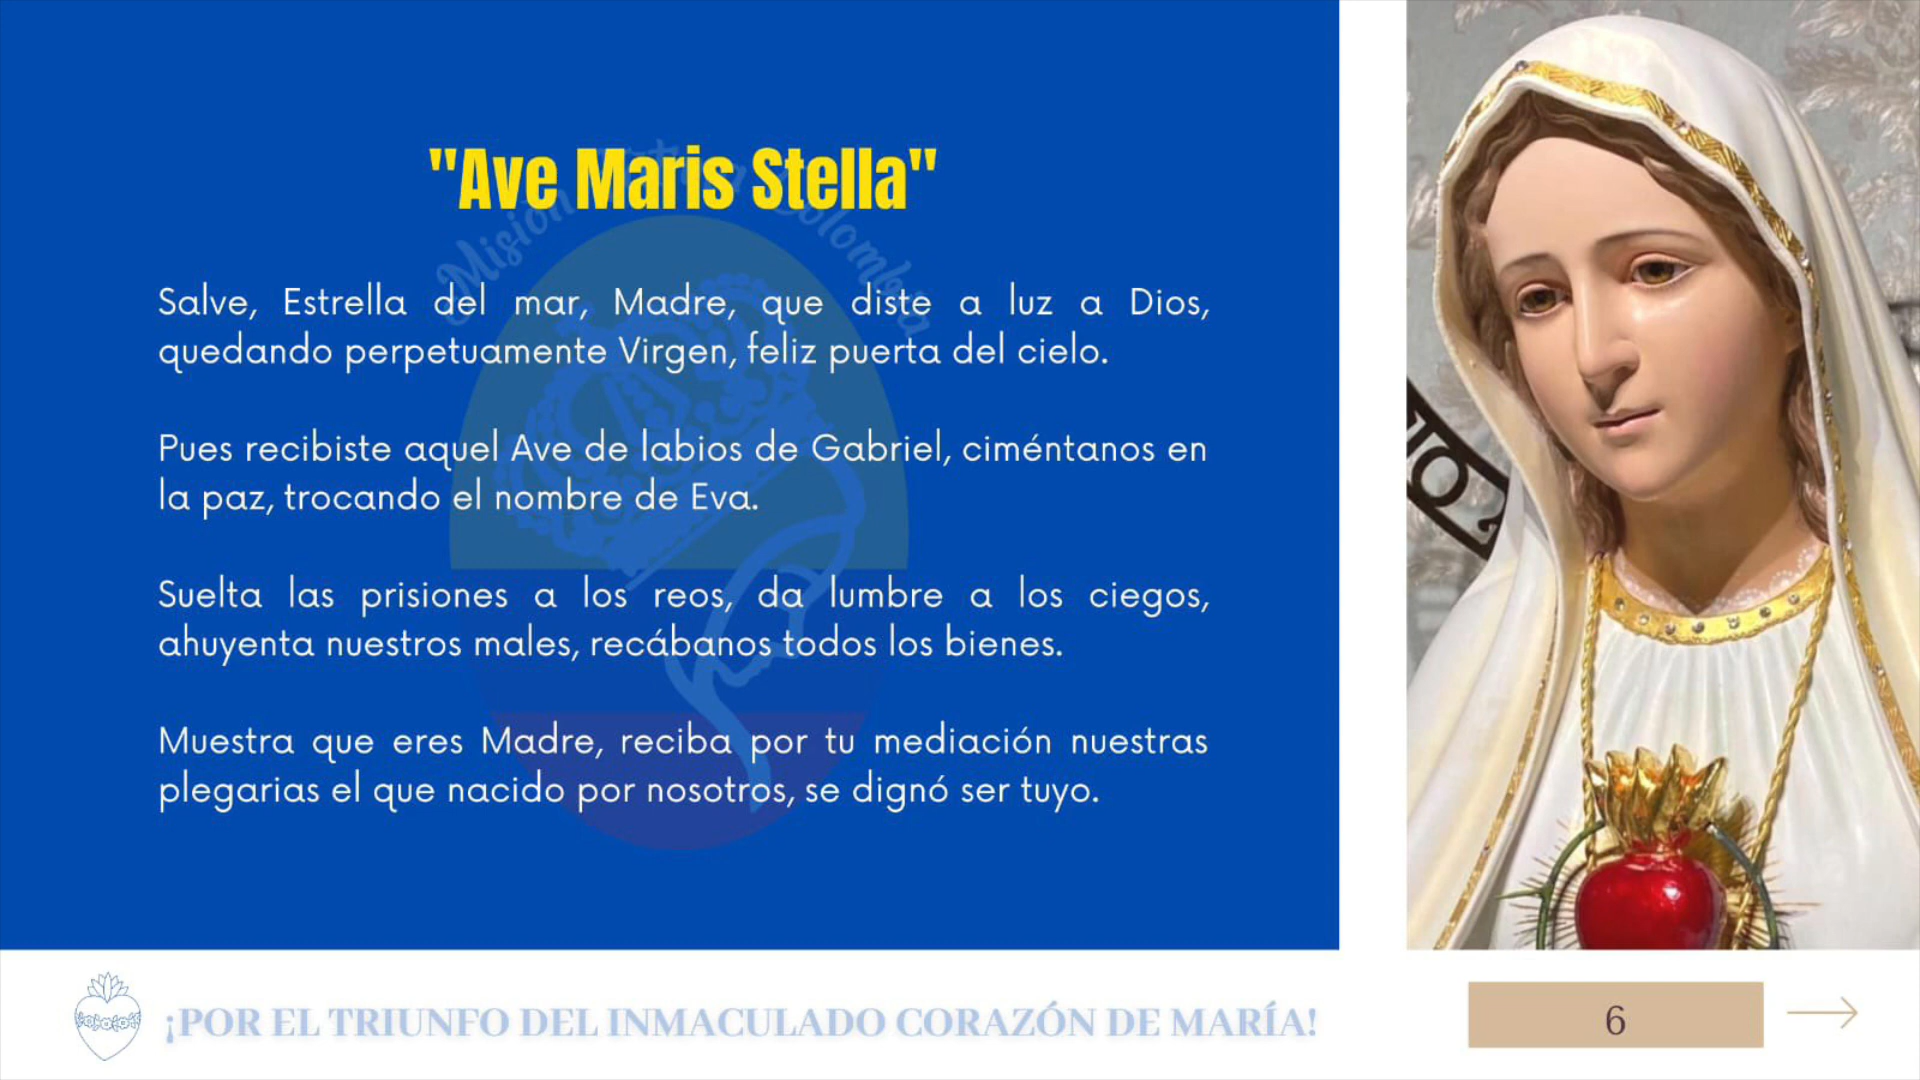 "Ave Maris Stella"
Salve, Estrella del mar, Madre, que diste a luz a Dios,
quedando perpetuamente Virgen, feliz puerta del cielo.
Pues recibiste aquel Ave de labios de Gabriel, ciméntanos en
la paz, trocando el nombre de Eva.
Suelta las prisiones a los reos, da lumbre a los ciegos,
ahuyenta nuestros males, recábanos todos los bienes.
Muestra que eres Madre, reciba por tu mediación nuestras
plegarias el que nacido por nosotros, se dignó ser tuyo.
Misión Colombia
¡POR EL TRIUNFO DEL INMACULADO CORAZÓN DE MARÍA!
6